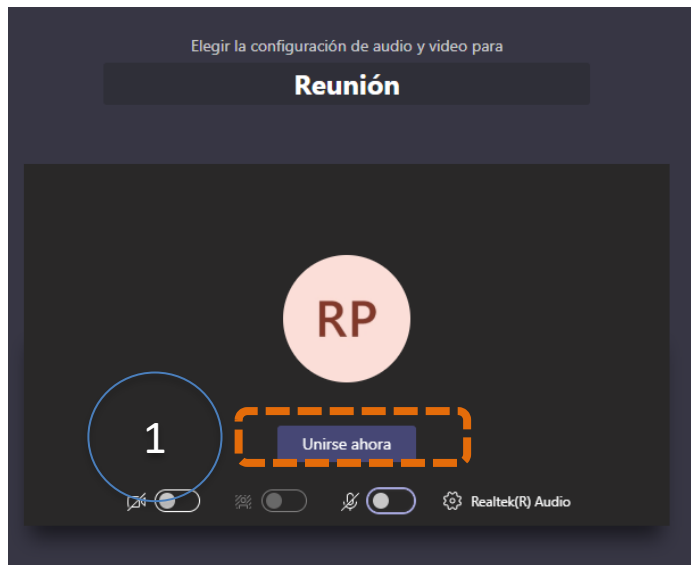 Elegir la configuración de audio y video para
Reunión
RP
1
Unirse ahora
Realtek(R) Audio